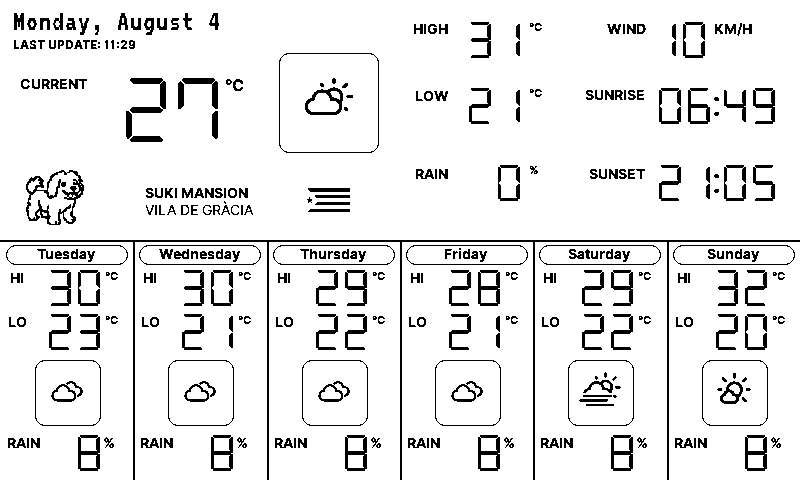 Monday, August 4
LAST UPDATE: 11:29
CURRENT 27 °C
HIGH 31 °C
WIND 10 KM/H
LOW 21 °C
SUNRISE 06:49
RAIN 0 %
SUNSET 21:05
SUKI MANSION
VILA DE GRÀCIA
Tuesday
HI 30 °C
LO 23 °C
RAIN 8 %
Wednesday
HI 30 °C
LO 21 °C
RAIN 8 %
Thursday
HI 29 °C
LO 22 °C
RAIN 8 %
Friday
HI 28 °C
LO 21 °C
RAIN 8 %
Saturday
HI 29 °C
LO 22 °C
RAIN 8 %
Sunday
HI 32 °C
LO 20 °C
RAIN 8 %